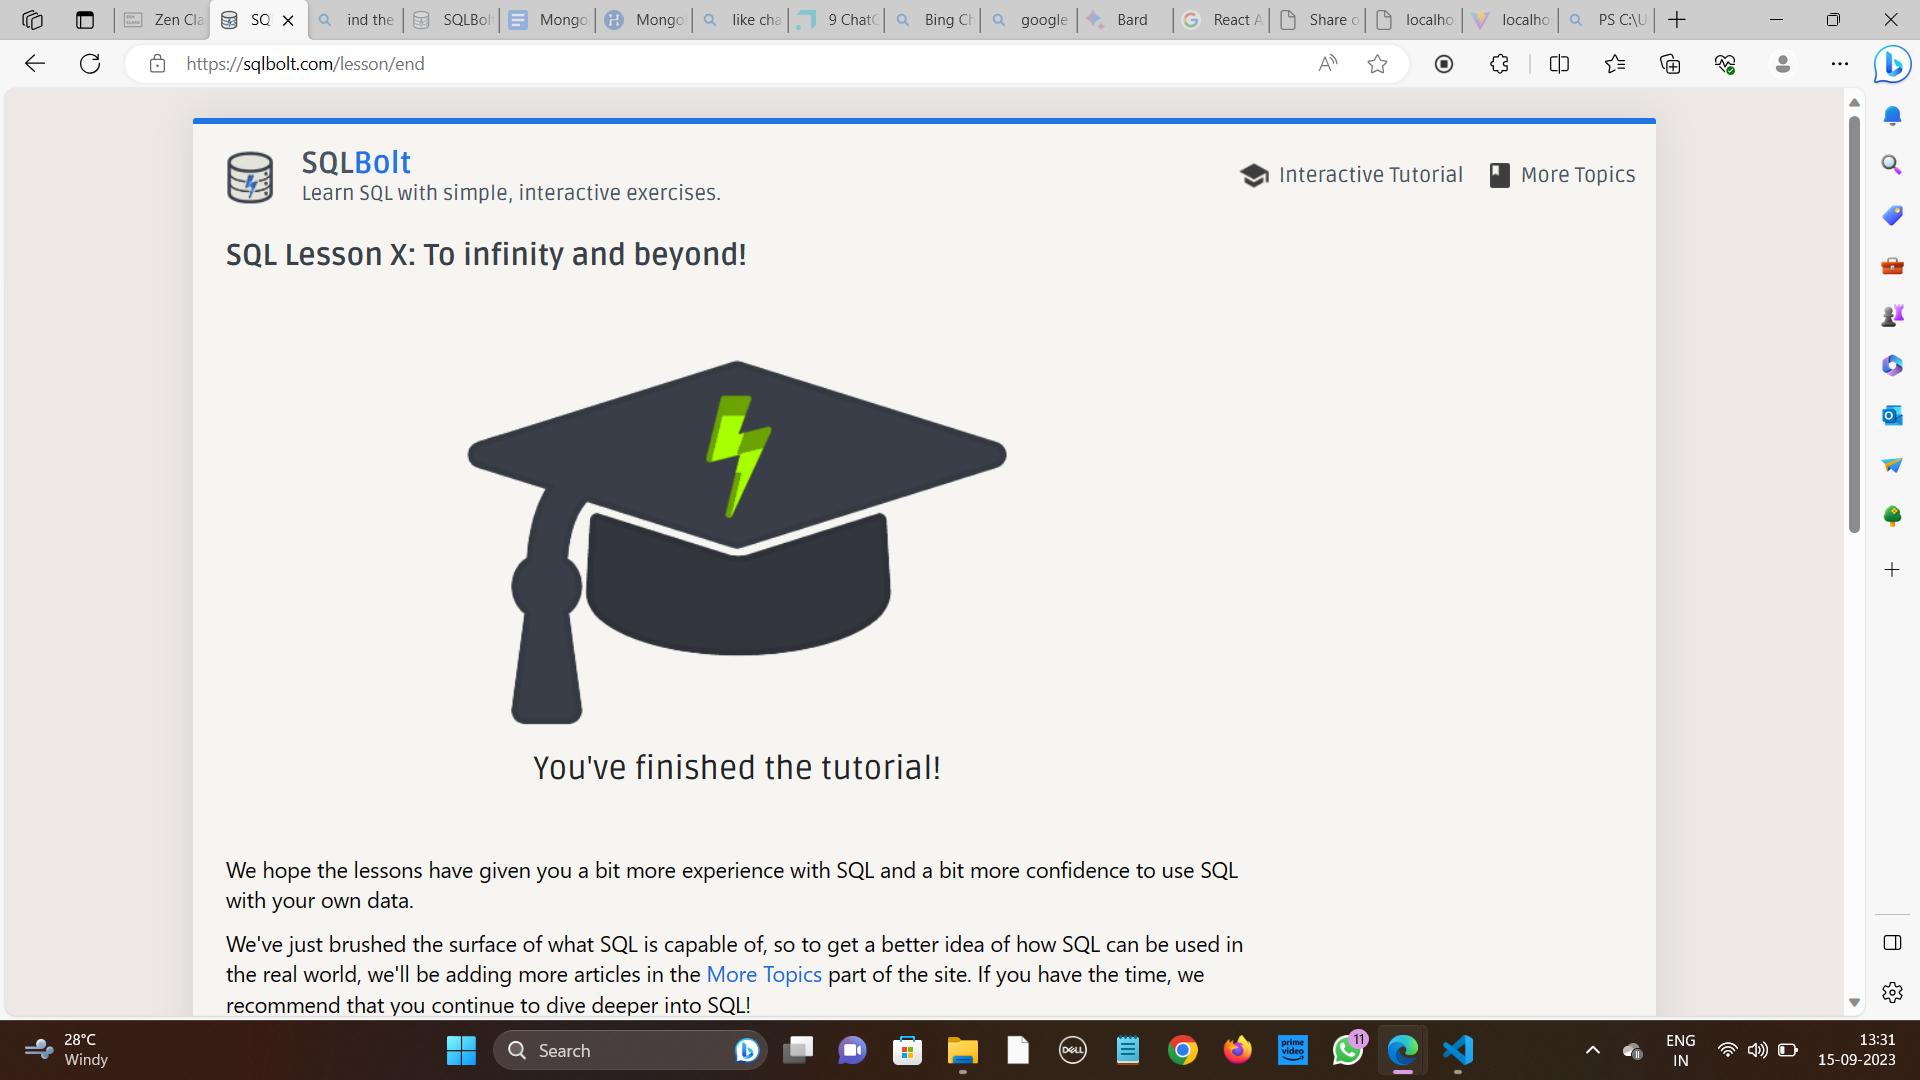 Zen Cla
SQ
ind the
SQLBolt
Mongo
Mongo
like cha
9 ChatG
Bing Ch
google
Bard
React A
Share o
localho
localho
PS C:\U
https://sqlbolt.com/lesson/end
SQLBolt
Learn SQL with simple, interactive exercises.
Interactive Tutorial
More Topics
SQL Lesson X: To infinity and beyond!
You've finished the tutorial!
We hope the lessons have given you a bit more experience with SQL and a bit more confidence to use SQL
with your own data.
We've just brushed the surface of what SQL is capable of, so to get a better idea of how SQL can be used in
the real world, we'll be adding more articles in the More Topics part of the site. If you have the time, we
recommend that you continue to dive deeper into SQL!
28°C
Windy
Search
DELL
prime
video
11
ENG
IN
13:31
15-09-2023